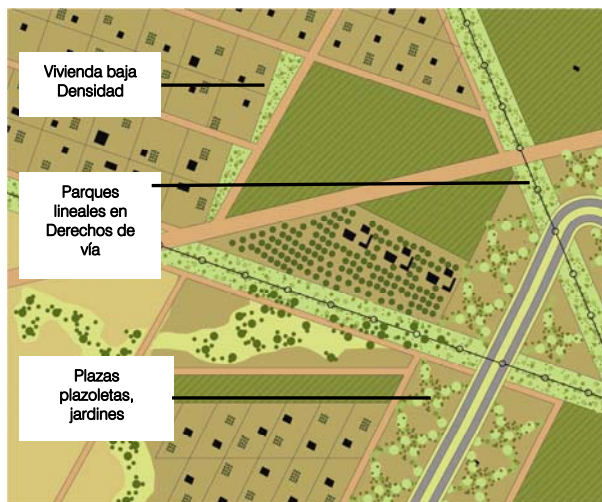 Vivienda baja
Densidad
Parques
lineales en
Derechos de
vía
Plazas
plazoletas,
jardines